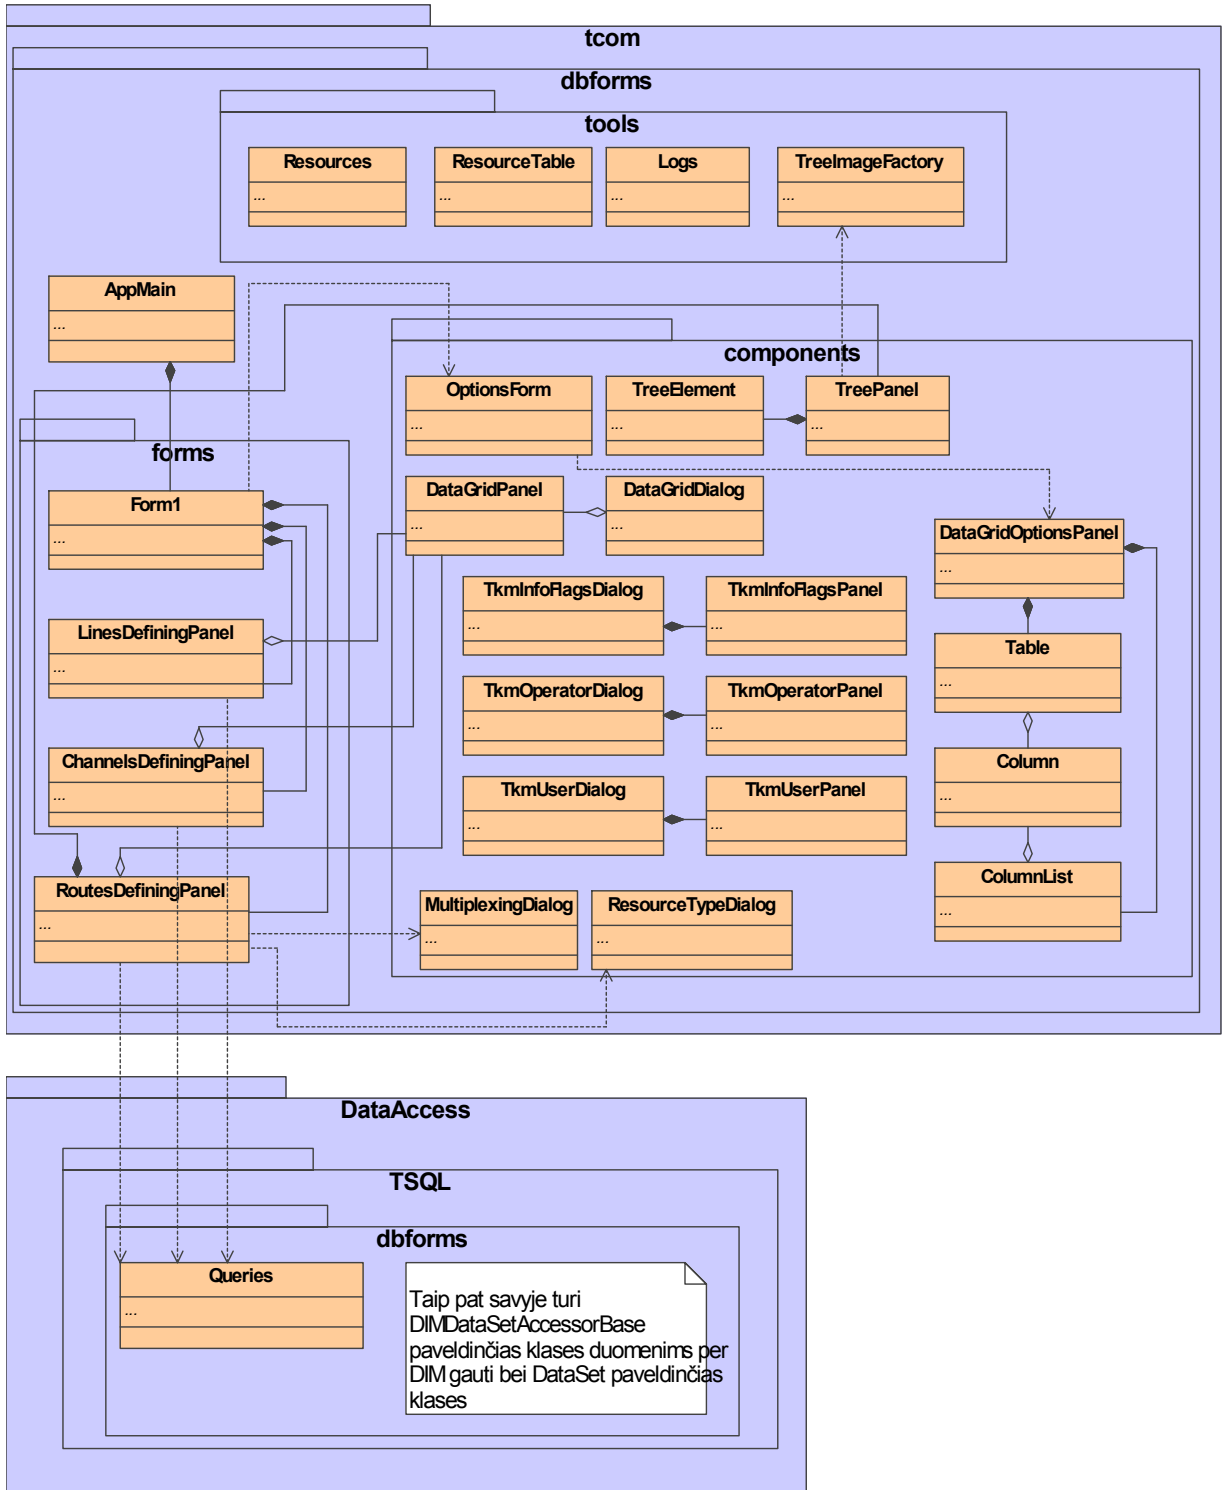 tcom
dbforms
tools
Resources
...
ResourceTable
...
Logs
...
TreeImageFactory
...
AppMain
...
components
OptionsForm
...
TreeElement
...
TreePanel
...
forms
Form1
...
DataGridPanel
...
DataGridDialog
...
DataGridOptionsPanel
...
TkmInfoFlagsDialog
...
TkmInfoFlagsPanel
...
LinesDefiningPanel
...
Table
...
TkmOperatorDialog
...
TkmOperatorPanel
...
ChannelsDefiningPanel
...
Column
...
TkmUserDialog
...
TkmUserPanel
...
RoutesDefiningPanel
...
MultiplexingDialog
...
ResourceTypeDialog
...
ColumnList
...
DataAccess
TSQL
dbforms
Queries
...
Taip pat savyje turi
DIMDataSetAccessorBase
paveldinčias klases duomenims per
DIM gauti bei DataSet paveldinčias
klases